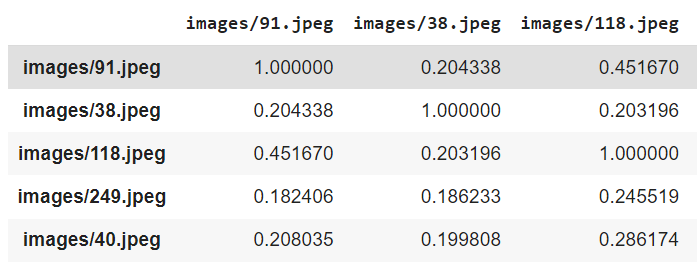 images/91.jpeg images/38.jpeg images/118.jpeg
images/91.jpeg 1.000000 0.204338 0.451670
images/38.jpeg 0.204338 1.000000 0.203196
images/118.jpeg 0.451670 0.203196 1.000000
images/249.jpeg 0.182406 0.186233 0.245519
images/40.jpeg 0.208035 0.199808 0.286174